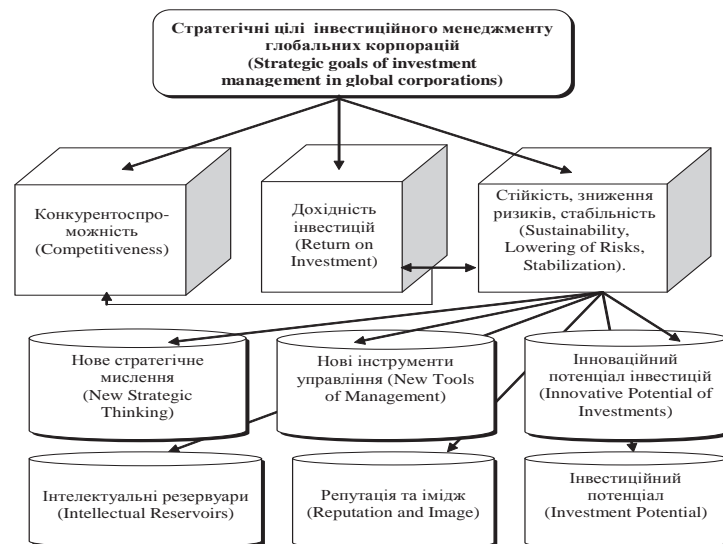 Стратегічні цілі інвестиційного менеджменту
глобальних корпорацій
(Strategic goals of investment
management in global corporations)
Конкурентоспро-
можність
(Competitiveness)
Дохідність
інвестицій
(Return on
Investment)
Стійкість, зниження
ризиків, стабільність
(Sustainability,
Lowering of Risks,
Stabilization).
Нове стратегічне
мислення
(New Strategic
Thinking)
Нові інструменти
управління (New Tools
of Management)
Инноваційний
потенціал інвестицій
(Innovative Potential of
Investments)
Інтелектуальні резервуари
(Intellectual Reservoirs)
Репутація та імідж
(Reputation and Image)
Інвестиційний
потенціал
(Investment Potential)